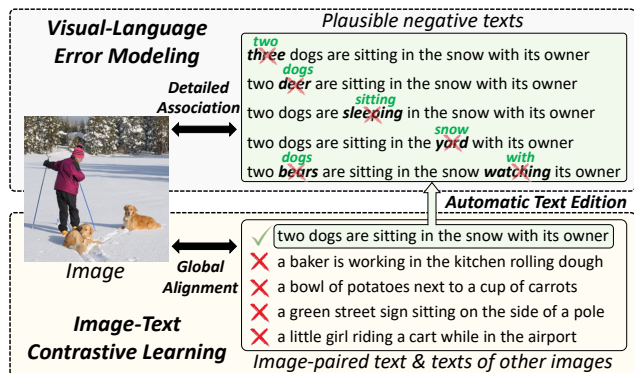 Visual-Language
Error Modeling
Plausible negative texts
two
three dogs are sitting in the snow with its owner
dogs
two deer are sitting in the snow with its owner
sitting
two dogs are sleeping in the snow with its owner
snow
two dogs are sitting in the yard with its owner
dogs with
two bears are sitting in the snow watching its owner
Detailed
Association
Automatic Text Edition
two dogs are sitting in the snow with its owner
a baker is working in the kitchen rolling dough
a bowl of potatoes next to a cup of carrots
a green street sign sitting on the side of a pole
a little girl riding a cart while in the airport
Image
Global
Alignment
Image-Text
Contrastive Learning
Image-paired text & texts of other images